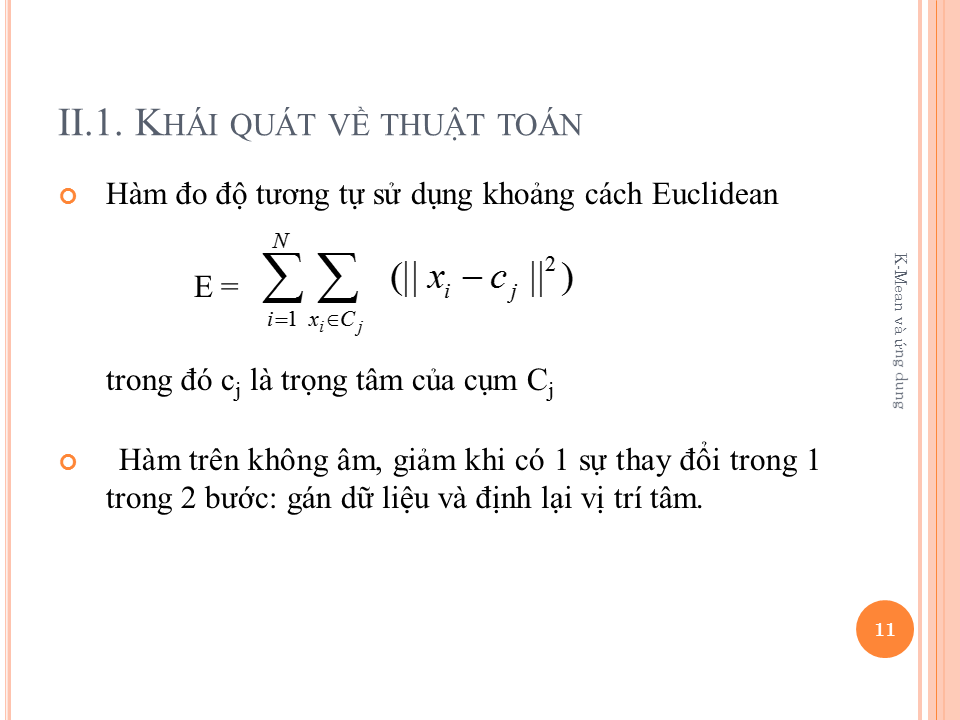 II.1. KHÁI QUÁT VỀ THUẬT TOÁN
Hàm đo độ tương tự sử dụng khoảng cách Euclidean
E = \sum_{i=1}^{N} \sum_{x_i \in C_j} (|| x_i - c_j ||^2)
trong đó c_j là trọng tâm của cụm C_j
Hàm trên không âm, giảm khi có 1 sự thay đổi trong 1
trong 2 bước: gán dữ liệu và định lại vị trí tâm.
K-Mean và ứng dung
11